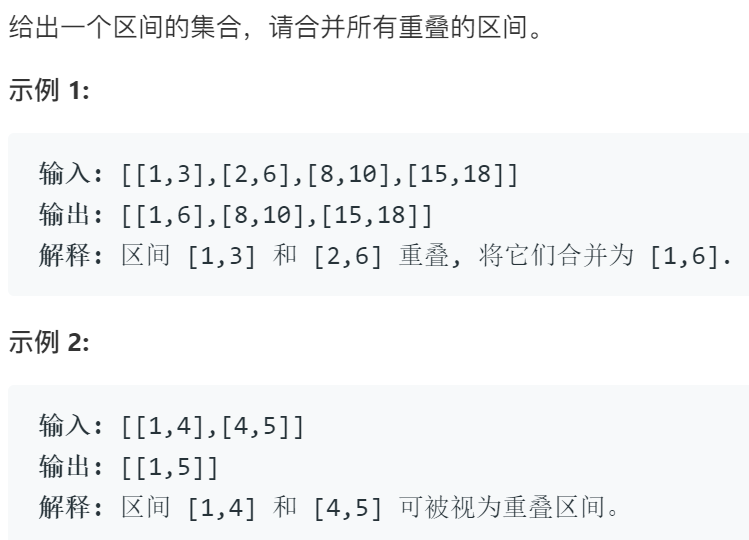 给出一个区间的集合，请合并所有重叠的区间。
示例 1:
输入: [[1,3],[2,6],[8,10],[15,18]]
输出: [[1,6],[8,10],[15,18]]
解释: 区间 [1,3] 和 [2,6] 重叠, 将它们合并为 [1,6].
示例 2:
输入: [[1,4],[4,5]]
输出: [[1,5]]
解释: 区间 [1,4] 和 [4,5] 可被视为重叠区间。